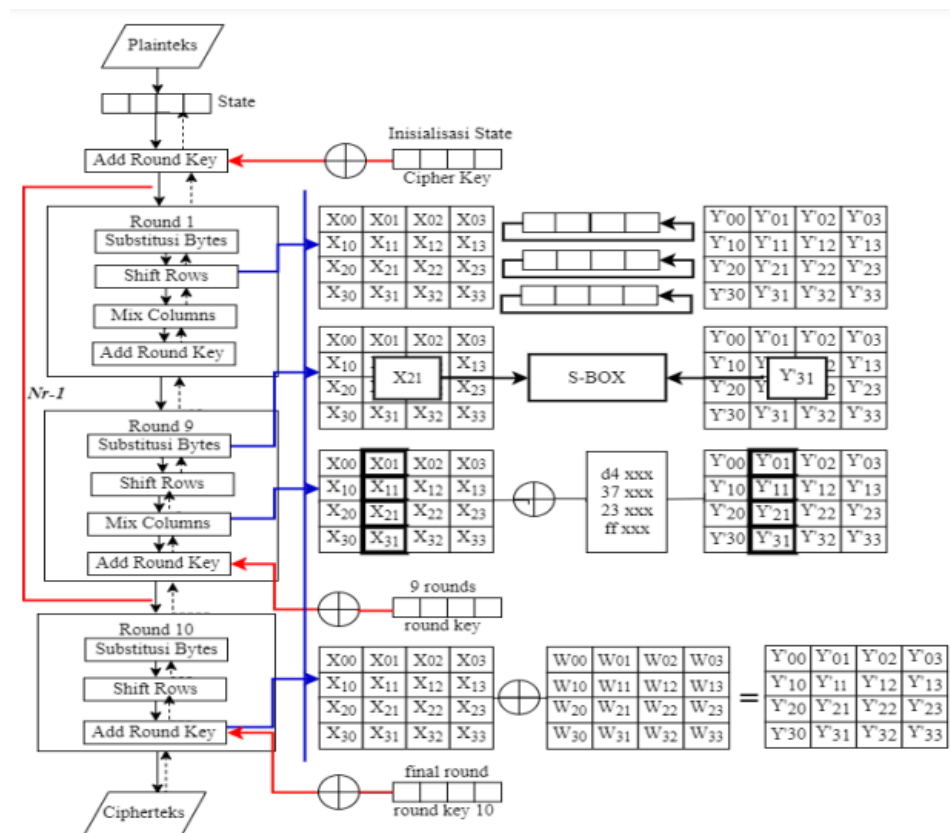 Plainteks
State
Inisialisasi State
Add Round Key
Cipher Key
Round 1
Substitusi Bytes
Shift Rows
Mix Columns
Add Round Key
X00 X01 X02 X03
X10 X11 X12 X13
X20 X21 X22 X23
X30 X31 X32 X33
Y'00 Y'01 Y'02 Y'03
Y'10 Y'11 Y'12 Y'13
Y'20 Y'21 Y'22 Y'23
Y'30 Y'31 Y'32 Y'33
X00 X01 X02 X03
X10 X13
X20 X21 X23
X30 X31 X32 X33
S-BOX
Y'00 Y'01 Y'02 Y'03
Y'10 2 Y'13
Y'20 Y'31 2 Y'23
Y'30 Y'31 Y'32 Y'33
Nr-1
Round 9
Substitusi Bytes
Shift Rows
Mix Columns
Add Round Key
X00 X01 X02 X03
X10 X11 X12 X13
X20 X21 X22 X23
X30 X31 X32 X33
d4 xxx
37 xxx
23 xxx
ff xxx
Y'00 Y'01 Y'02 Y'03
Y'10 Y'11 Y'12 Y'13
Y'20 Y'21 Y'22 Y'23
Y'30 Y'31 Y'32 Y'33
9 rounds
round key
Round 10
Substitusi Bytes
Shift Rows
Add Round Key
X00 X01 X02 X03
X10 X11 X12 X13
X20 X21 X22 X23
X30 X31 X32 X33
W00 W01 W02 W03
W10 W11 W12 W13
W20 W21 W22 W23
W30 W31 W32 W33
=
Y'00 Y'01 Y'02 Y'03
Y'10 Y'11 Y'12 Y'13
Y'20 Y'21 Y'22 Y'23
Y'30 Y'31 Y'32 Y'33
final round
round key 10
Cipherteks